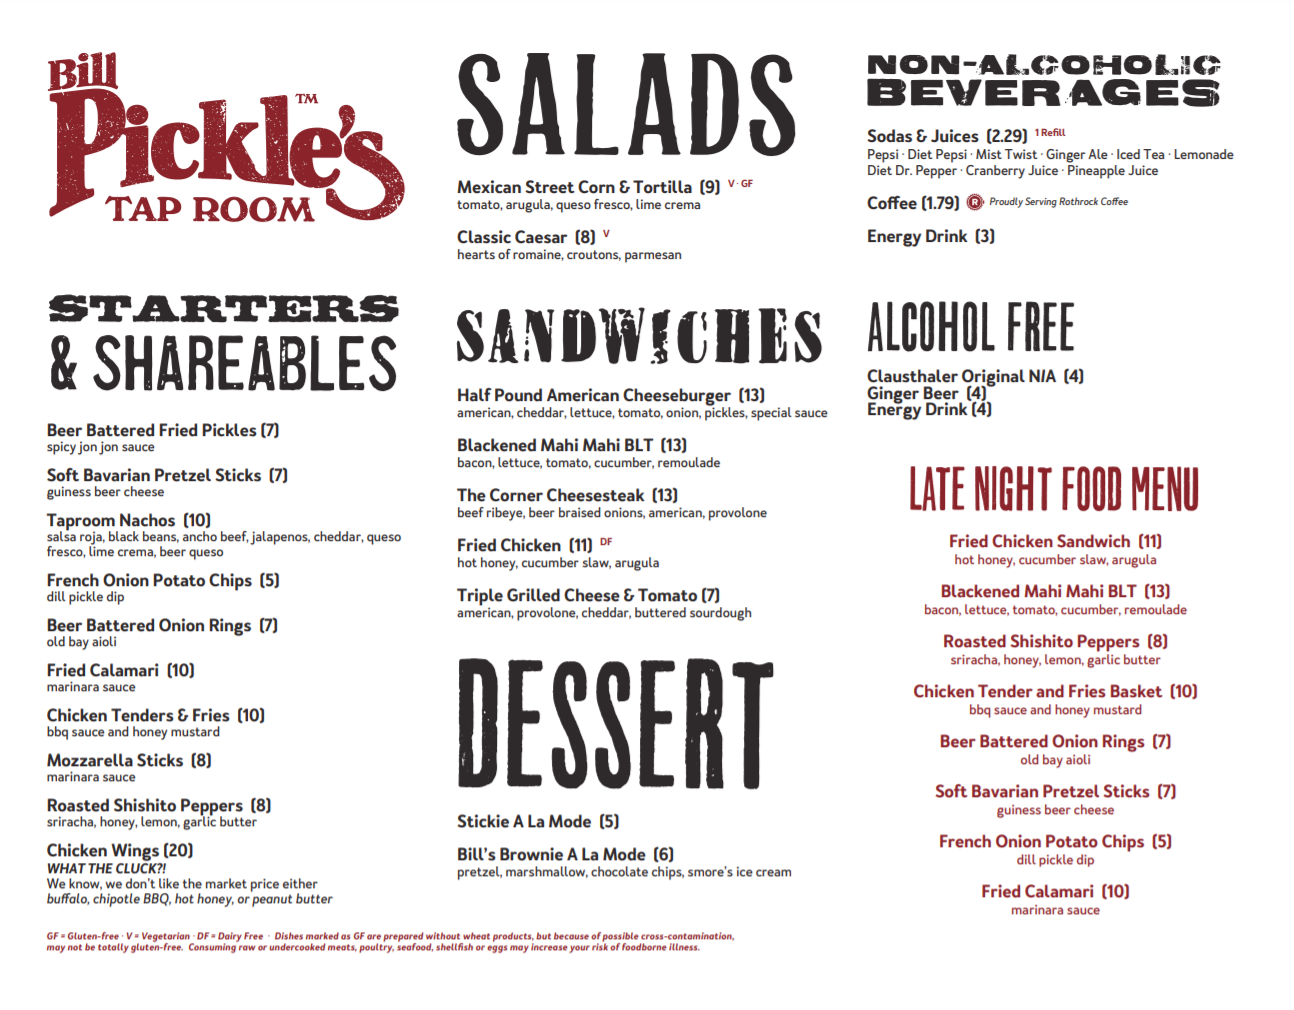 Bill
Pickle's™
TAP ROOM
STARTERS
& SHAREABLES
Beer Battered Fried Pickles (7)
spicy jon jon sauce
Soft Bavarian Pretzel Sticks (7)
guiness beer cheese
Taproom Nachos (10)
salsa roja, black beans, ancho beef, jalapenos, cheddar, queso
fresco, lime crema, beer queso
French Onion Potato Chips (5)
dill pickle dip
Beer Battered Onion Rings (7)
old bay aioli
Fried Calamari (10)
marinara sauce
Chicken Tenders & Fries (10)
bbq sauce and honey mustard
Mozzarella Sticks (8)
marinara sauce
Roasted Shishito Peppers (8)
sriracha, honey, lemon, garlic butter
Chicken Wings (20)
WHAT THE CLUCK?!
We know, we don't like the market price either
buffalo, chipotle BBQ, hot honey, or peanut butter
SALADS
Mexican Street Corn & Tortilla (9) V · GF
tomato, arugula, queso fresco, lime crema
Classic Caesar (8) V
hearts of romaine, croutons, parmesan
SANDWICHES
Half Pound American Cheeseburger (13)
american, cheddar, lettuce, tomato, onion, pickles, special sauce
Blackened Mahi Mahi BLT (13)
bacon, lettuce, tomato, cucumber, remoulade
The Corner Cheesesteak (13)
beef ribeye, beer braised onions, american, provolone
Fried Chicken (11) DF
hot honey, cucumber slaw, arugula
Triple Grilled Cheese & Tomato (7)
american, provolone, cheddar, buttered sourdough
DESSERT
Stickie A La Mode (5)
Bill's Brownie A La Mode (6)
pretzel, marshmallow, chocolate chips, smore's ice cream
NON-ALCOHOLIC
BEVERAGES
Sodas & Juices (2.29) 1 Refill
Pepsi · Diet Pepsi · Mist Twist · Ginger Ale · Iced Tea · Lemonade
Diet Dr. Pepper · Cranberry Juice · Pineapple Juice
Coffee (1.79) R Proudly Serving Rothrock Coffee
Energy Drink (3)
ALCOHOL FREE
Clausthaler Original N/A (4)
Ginger Beer (4)
Energy Drink (4)
LATE NIGHT FOOD MENU
Fried Chicken Sandwich (11)
hot honey, cucumber slaw, arugula
Blackened Mahi Mahi BLT (13)
bacon, lettuce, tomato, cucumber, remoulade
Roasted Shishito Peppers (8)
sriracha, honey, lemon, garlic butter
Chicken Tender and Fries Basket (10)
bbq sauce and honey mustard
Beer Battered Onion Rings (7)
old bay aioli
Soft Bavarian Pretzel Sticks (7)
guiness beer cheese
French Onion Potato Chips (5)
dill pickle dip
Fried Calamari (10)
marinara sauce
GF = Gluten-free · V = Vegetarian · DF = Dairy Free · Dishes marked as GF are prepared without wheat products, but because of possible cross-contamination,
may not be totally gluten-free. Consuming raw or undercooked meats, poultry, seafood, shellfish or eggs may increase your risk of foodborne illness.